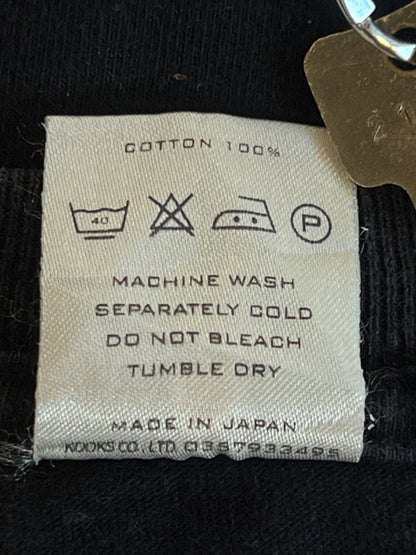 COTTON 100%
40 P
MACHINE WASH
SEPARATELY COLD
DO NOT BLEACH
TUMBLE DRY
MADE IN JAPAN
KOOKS CO., LTD. 0357933495